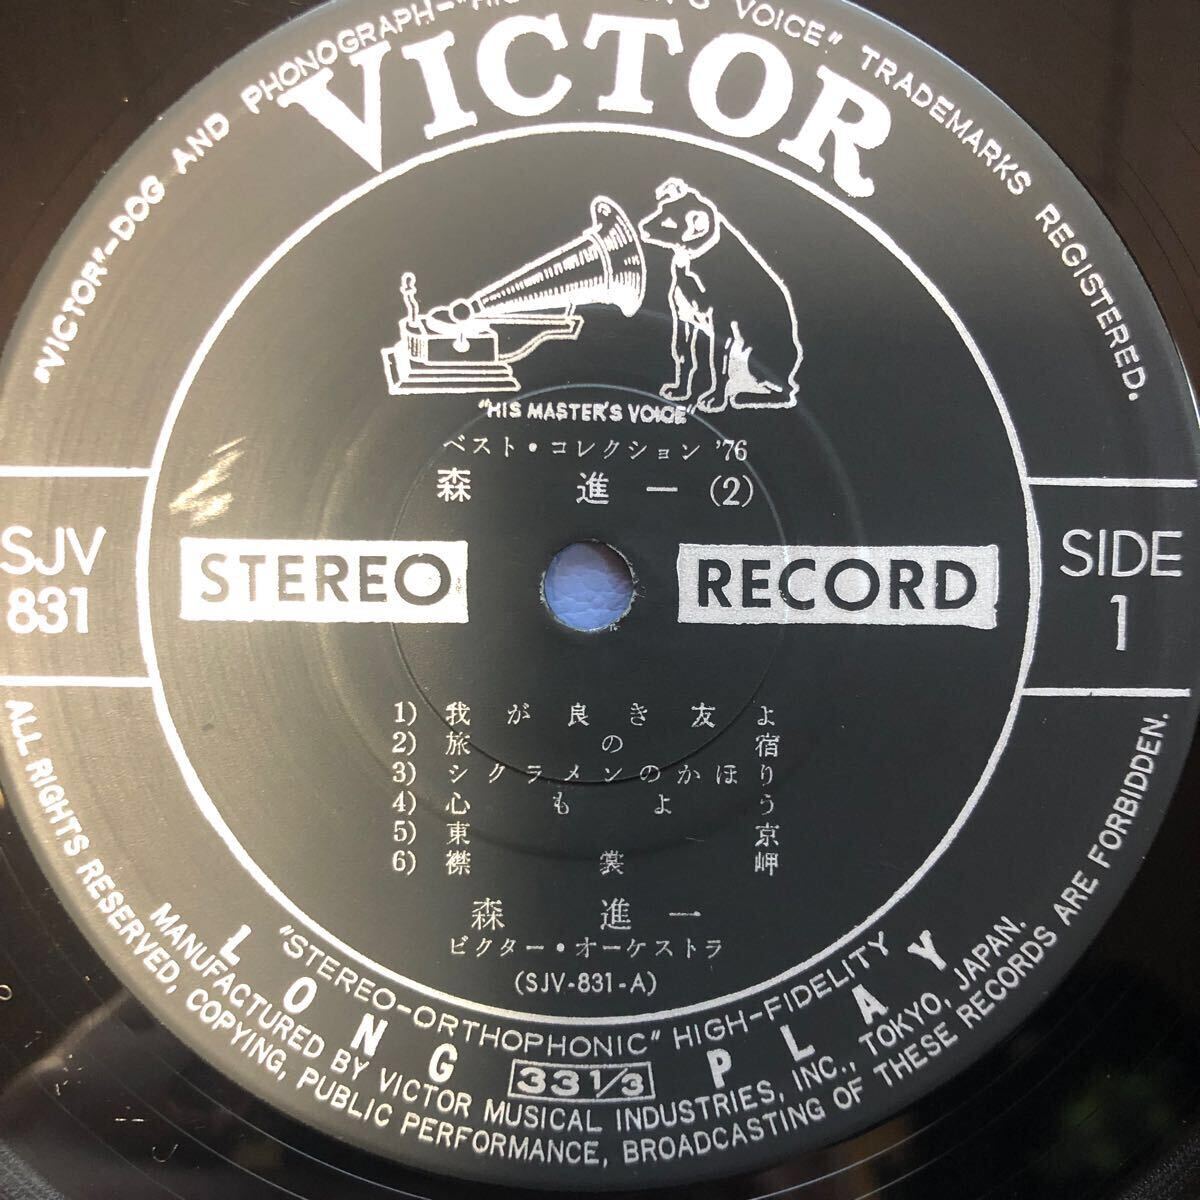 "VICTOR"-DOG AND PHONOGRAPH-"HIS MASTER'S VOICE" TRADEMARKS REGISTERED.
VICTOR
"HIS MASTER'S VOICE"
ベスト・コレクション '76
森 進一 (2)
SJV
831
STEREO
RECORD
SIDE
1
1) 我が良き友よ
2) 旅の宿
3) シクラメンのかほり
4) 心もよう
5) 東京
6) 襟裳岬
森 進一
ビクター・オーケストラ
(SJV-831-A)
"STEREO-ORTHOPHONIC" HIGH-FIDELITY
LONG PLAY
33 1/3
MANUFACTURED BY VICTOR MUSICAL INDUSTRIES, INC., TOKYO, JAPAN.
ALL RIGHTS RESERVED, COPYING, PUBLIC PERFORMANCE, BROADCASTING OF THESE RECORDS ARE FORBIDDEN.